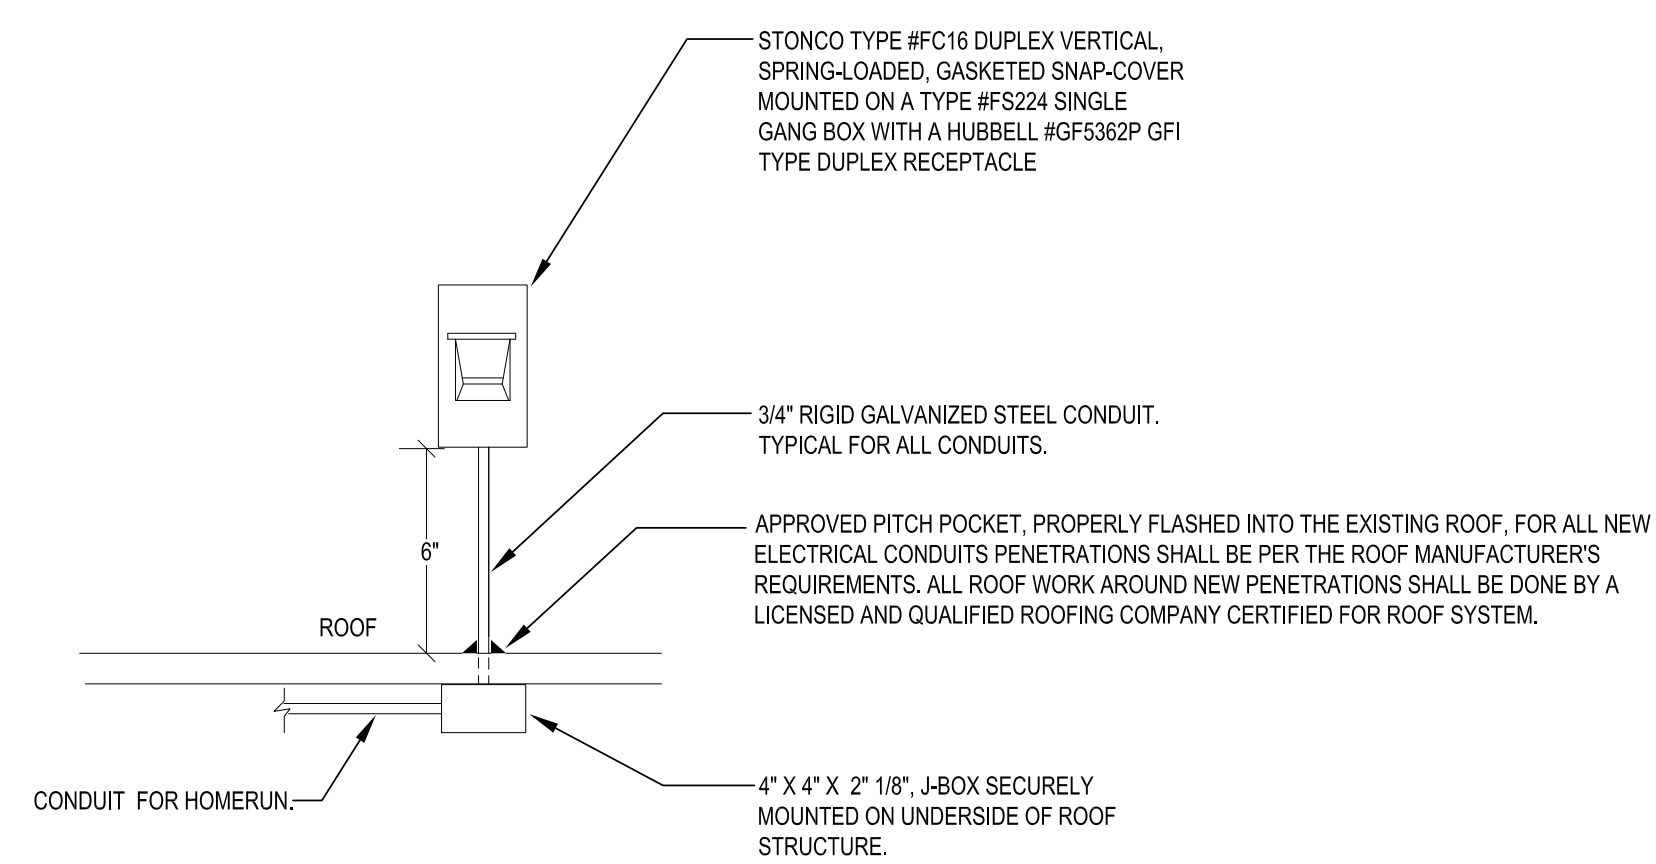 STONCO TYPE #FC16 DUPLEX VERTICAL,
SPRING-LOADED, GASKETED SNAP-COVER
MOUNTED ON A TYPE #FS224 SINGLE
GANG BOX WITH A HUBBELL #GF5362P GFI
TYPE DUPLEX RECEPTACLE
3/4" RIGID GALVANIZED STEEL CONDUIT.
TYPICAL FOR ALL CONDUITS.
APPROVED PITCH POCKET, PROPERLY FLASHED INTO THE EXISTING ROOF, FOR ALL NEW
ELECTRICAL CONDUITS PENETRATIONS SHALL BE PER THE ROOF MANUFACTURER'S
REQUIREMENTS. ALL ROOF WORK AROUND NEW PENETRATIONS SHALL BE DONE BY A
LICENSED AND QUALIFIED ROOFING COMPANY CERTIFIED FOR ROOF SYSTEM.
6"
ROOF
CONDUIT FOR HOMERUN.
4" X 4" X 2" 1/8", J-BOX SECURELY
MOUNTED ON UNDERSIDE OF ROOF
STRUCTURE.